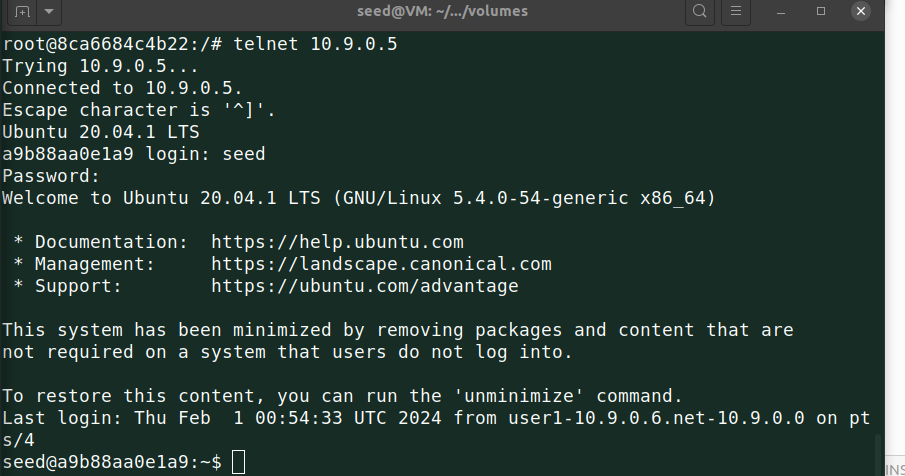 seed@VM: ~/.../volumes
root@8ca6684c4b22:/# telnet 10.9.0.5
Trying 10.9.0.5...
Connected to 10.9.0.5.
Escape character is '^]'.
Ubuntu 20.04.1 LTS
a9b88aa0e1a9 login: seed
Password:
Welcome to Ubuntu 20.04.1 LTS (GNU/Linux 5.4.0-54-generic x86_64)
* Documentation:  https://help.ubuntu.com
* Management:     https://landscape.canonical.com
* Support:        https://ubuntu.com/advantage
This system has been minimized by removing packages and content that are
not required on a system that users do not log into.
To restore this content, you can run the 'unminimize' command.
Last login: Thu Feb  1 00:54:33 UTC 2024 from user1-10.9.0.6.net-10.9.0.0 on pt
s/4
seed@a9b88aa0e1a9:~$
INS